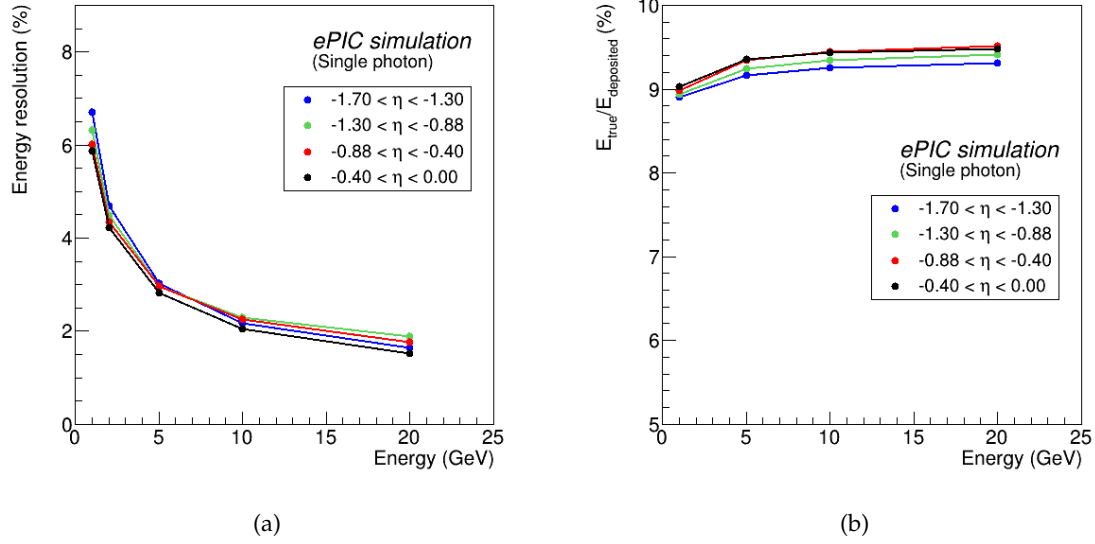 Energy resolution (%)
8
6
4
2
0
0 5 10 15 20 25
Energy (GeV)
ePIC simulation
(Single photon)
-1.70 < η < -1.30
-1.30 < η < -0.88
-0.88 < η < -0.40
-0.40 < η < 0.00
(a)
E_true/E_deposited (%)
10
9
8
7
6
5
0 5 10 15 20 25
Energy (GeV)
ePIC simulation
(Single photon)
-1.70 < η < -1.30
-1.30 < η < -0.88
-0.88 < η < -0.40
-0.40 < η < 0.00
(b)